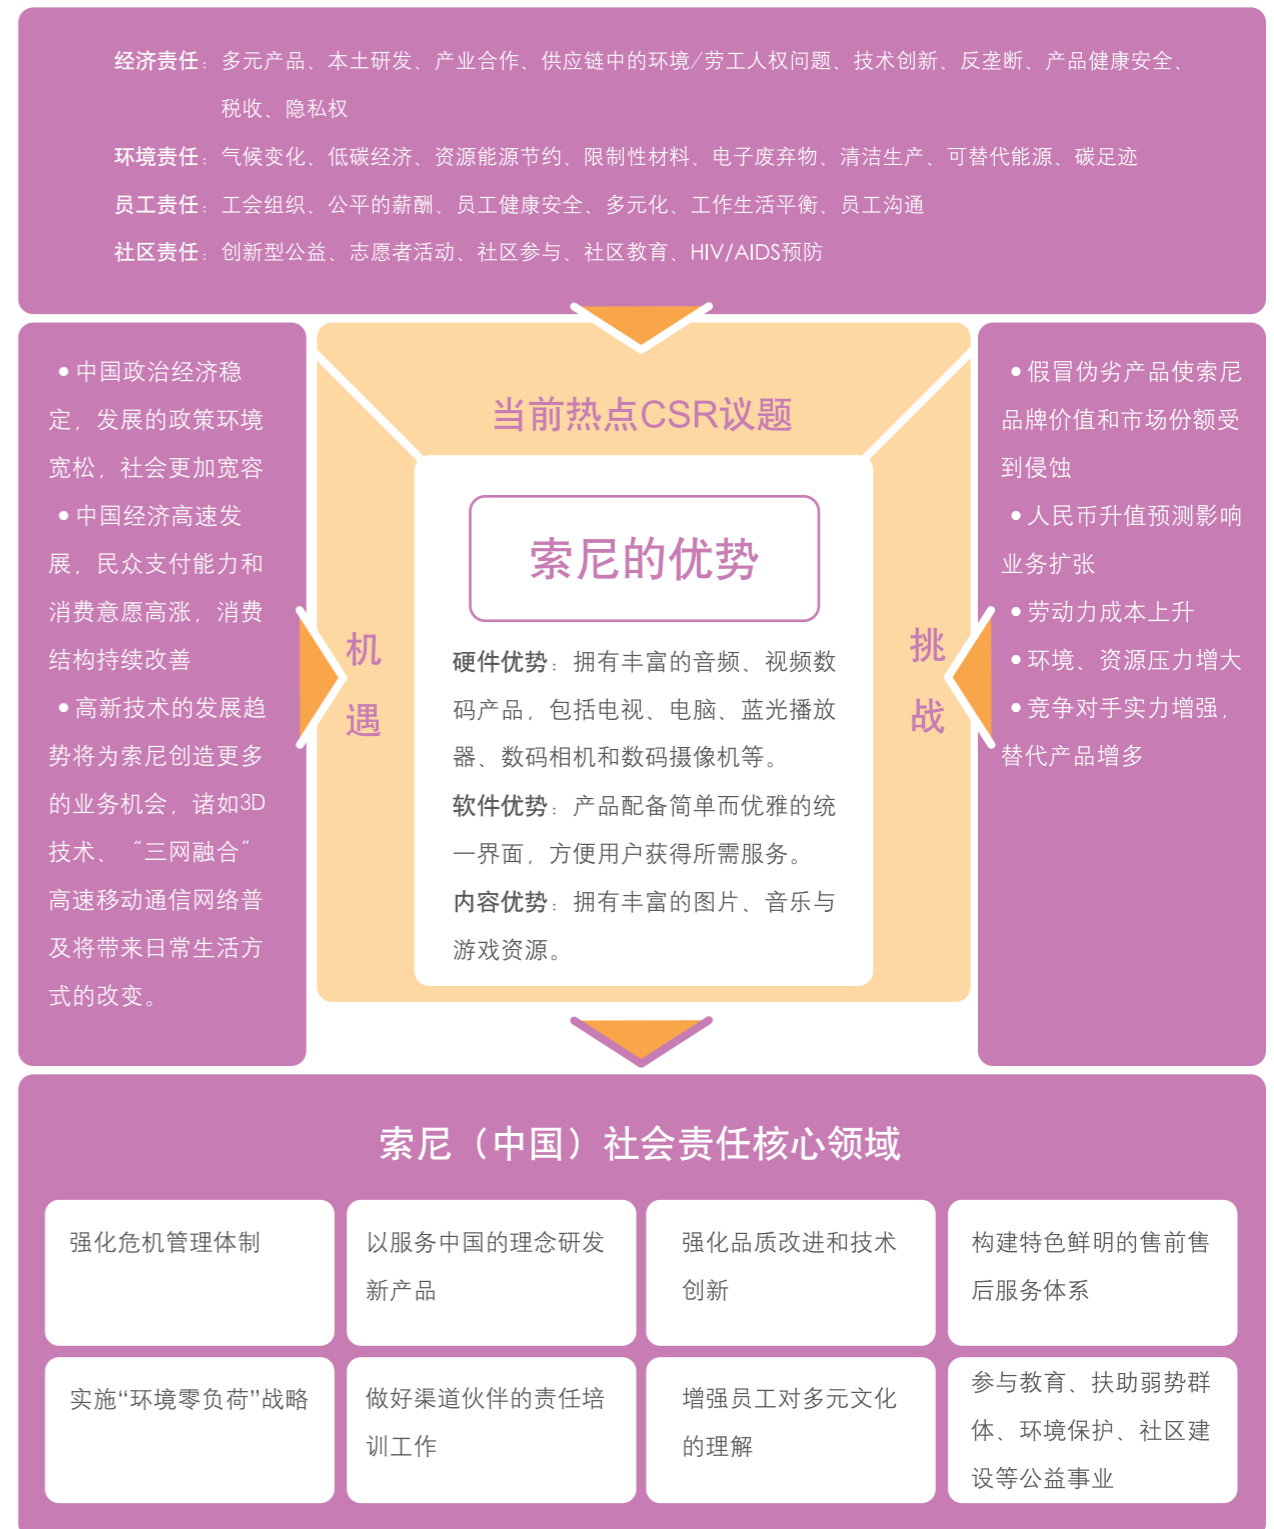 经济责任：多元产品、本土研发、产业合作、供应链中的环境/劳工人权问题、技术创新、反垄断、产品健康安全、
税收、隐私权
环境责任：气候变化、低碳经济、资源能源节约、限制性材料、电子废弃物、清洁生产、可替代能源、碳足迹
员工责任：工会组织、公平的薪酬、员工健康安全、多元化、工作生活平衡、员工沟通
社区责任：创新型公益、志愿者活动、社区参与、社区教育、HIV/AIDS预防
●中国政治经济稳
定，发展的政策环境
宽松，社会更加宽容
●中国经济高速发
展，民众支付能力和
消费意愿高涨，消费
结构持续改善
●高新技术的发展趋
势将为索尼创造更多
的业务机会，诸如3D
技术、“三网融合”
高速移动通信网络普
及将带来日常生活方
式的改变。
当前热点CSR议题
机
遇
索尼的优势
硬件优势：拥有丰富的音频、视频数
码产品，包括电视、电脑、蓝光播放
器、数码相机和数码摄像机等。
软件优势：产品配备简单而优雅的统
一界面，方便用户获得所需服务。
内容优势：拥有丰富的图片、音乐与
游戏资源。
挑
战
●假冒伪劣产品使索尼
品牌价值和市场份额受
到侵蚀
●人民币升值预测影响
业务扩张
●劳动力成本上升
●环境、资源压力增大
●竞争对手实力增强，
替代产品增多
索尼（中国）社会责任核心领域
强化危机管理体制
以服务中国的理念研发
新产品
强化品质改进和技术
创新
构建特色鲜明的售前售
后服务体系
实施“环境零负荷”战略
做好渠道伙伴的责任培
训工作
增强员工对多元文化
的理解
参与教育、扶助弱势群
体、环境保护、社区建
设等公益事业